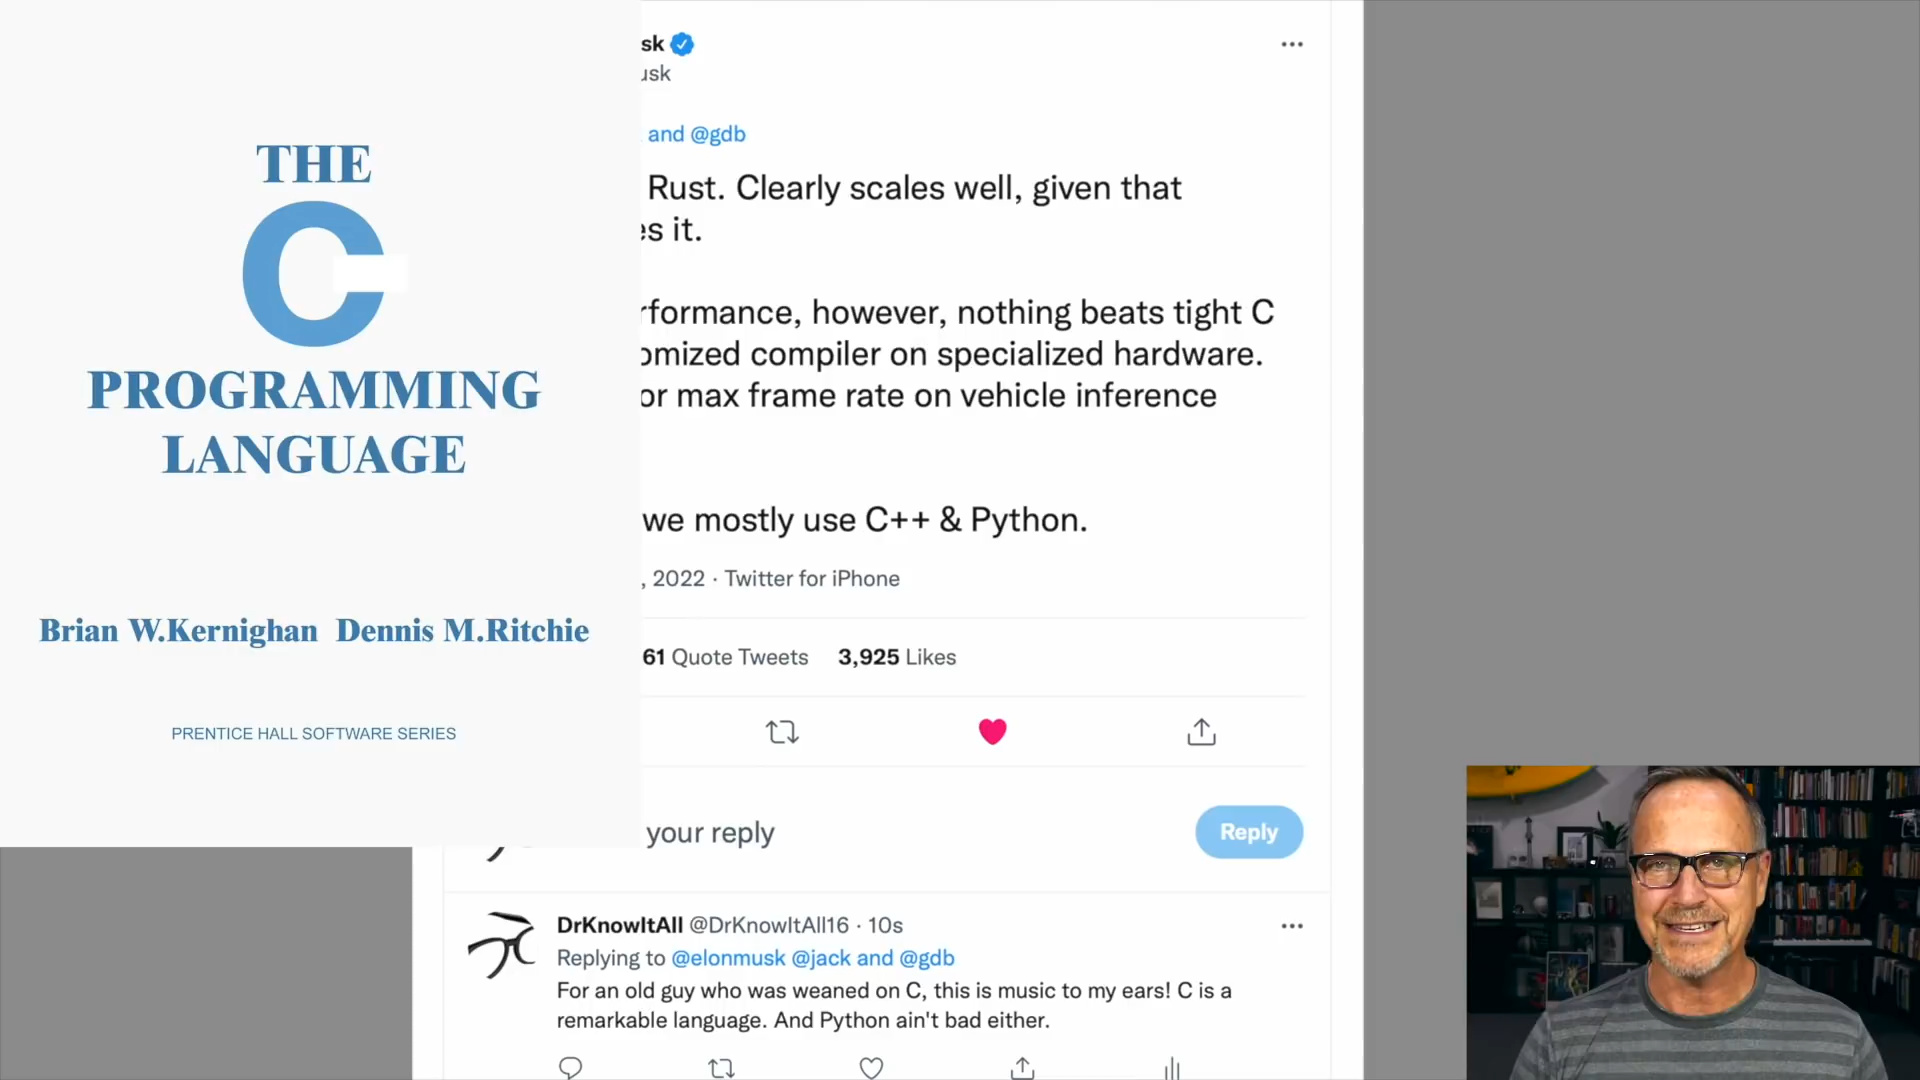 THE
C
PROGRAMMING
LANGUAGE
Brian W.Kernighan Dennis M.Ritchie
PRENTICE HALL SOFTWARE SERIES
sk
usk
and @gdb
Rust. Clearly scales well, given that
es it.
rformance, however, nothing beats tight C
omized compiler on specialized hardware.
or max frame rate on vehicle inference
we mostly use C++ & Python.
, 2022 · Twitter for iPhone
61 Quote Tweets 3,925 Likes
your reply
Reply
DrKnowItAll @DrKnowItAll16 · 10s
Replying to @elonmusk @jack and @gdb
For an old guy who was weaned on C, this is music to my ears! C is a
remarkable language. And Python ain't bad either.